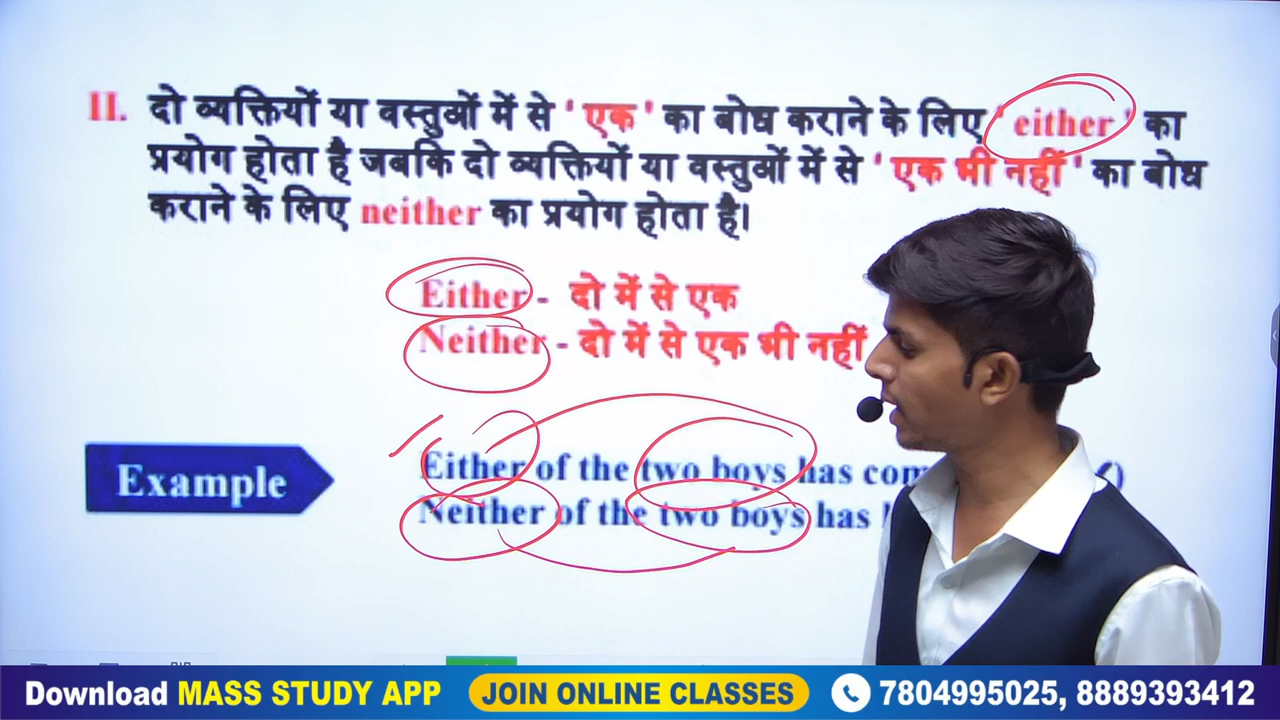 II. दो व्यक्तियों या वस्तुओं में से ' एक ' का बोध कराने के लिए ' either ' का
प्रयोग होता है जबकि दो व्यक्तियों या वस्तुओं में से ' एक भी नहीं ' का बोध
कराने के लिए neither का प्रयोग होता है।
Either - दो में से एक
Neither - दो में से एक भी नहीं
Example
Either of the two boys has
Neither of the two boys has
Download MASS STUDY APP JOIN ONLINE CLASSES 7804995025, 8889393412